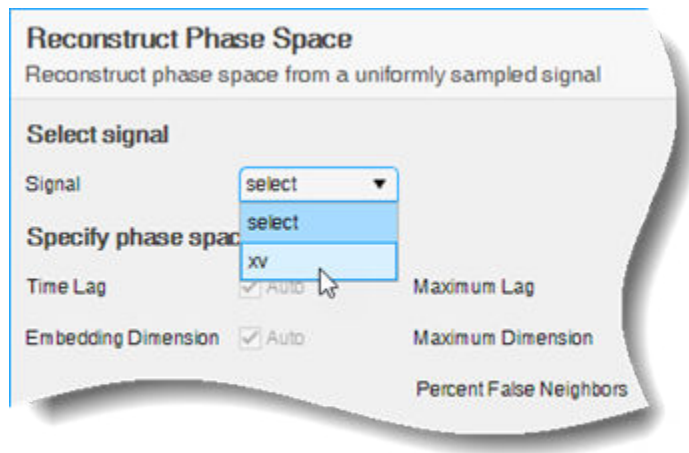 Reconstruct Phase Space
Reconstruct phase space from a uniformly sampled signal
Select signal
Signal select
select
Specify phase spac
xv
Time Lag Auto Maximum Lag
Embedding Dimension Auto Maximum Dimension
Percent False Neighbors